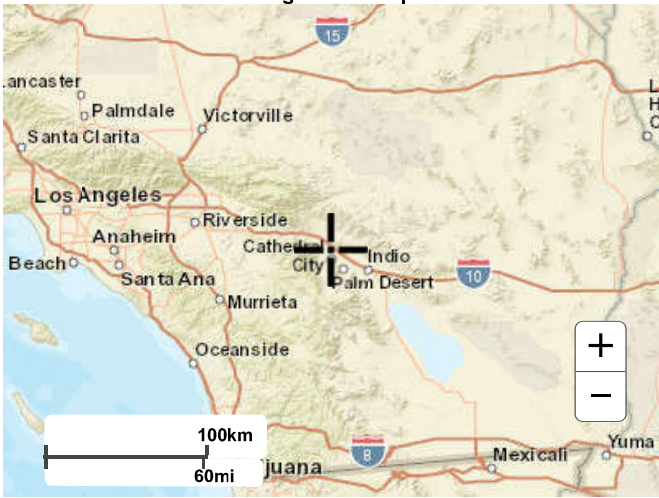 15
ancaster
Palmdale
Victorville
Santa Clarita
Los Angeles
Riverside
Anaheim
Cathedral
City
Indio
Beach
Santa Ana
Palm Desert
10
Murrieta
Oceanside
+
−
100km
60mi
juana
8
Mexicali
Yuma
L
H
C